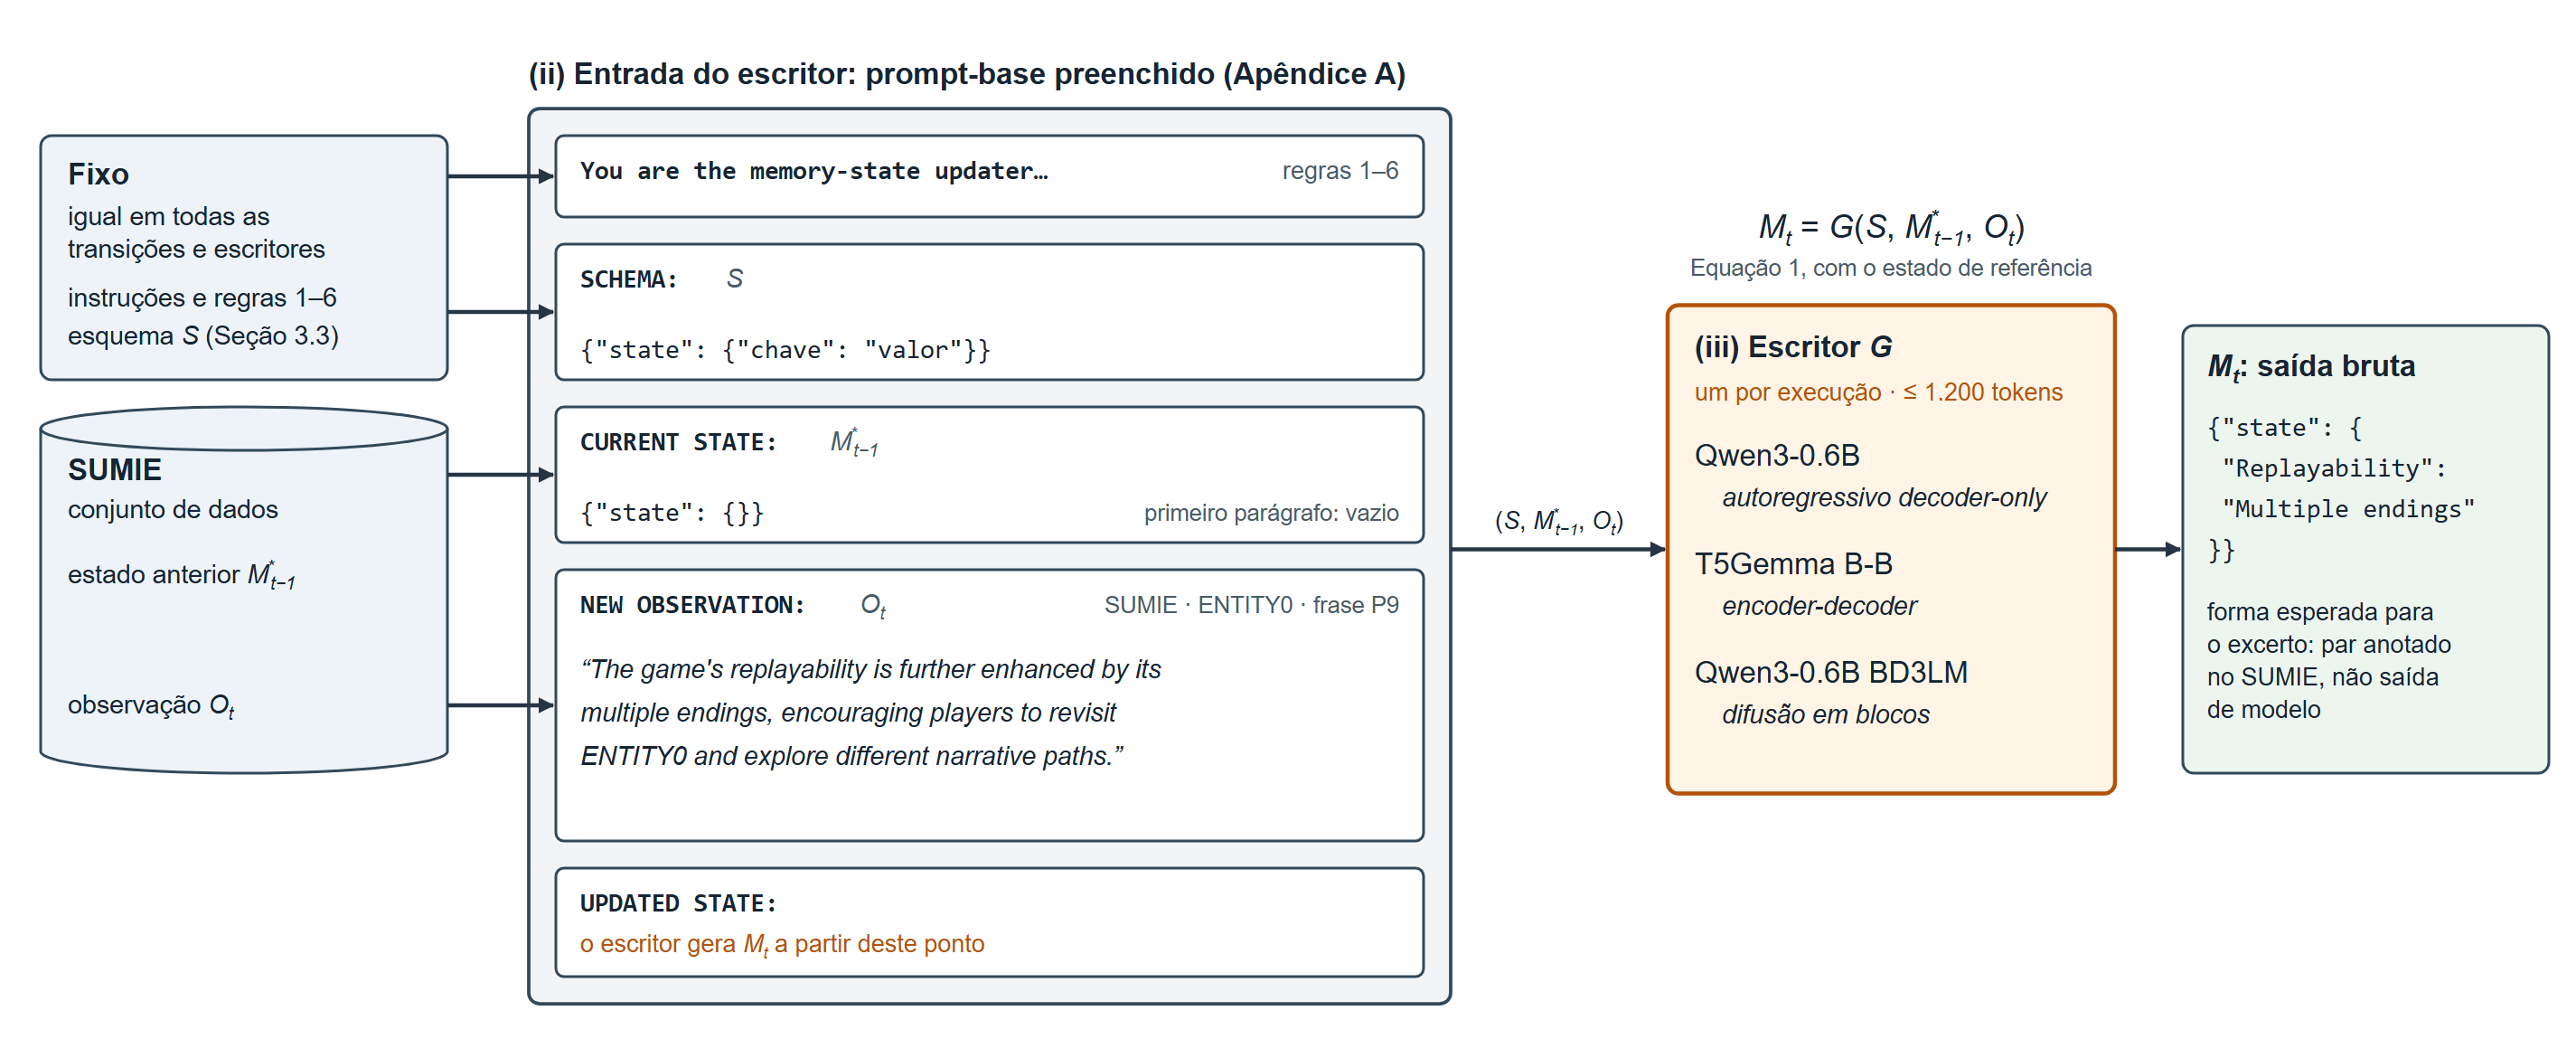 (ii) Entrada do escritor: prompt-base preenchido (Apêndice A)
Fixo
igual em todas as
transições e escritores
instruções e regras 1–6
esquema S (Seção 3.3)
SUMIE
conjunto de dados
estado anterior M*t−1
observação Ot
You are the memory-state updater… regras 1–6
SCHEMA: S
{"state": {"chave": "valor"}}
CURRENT STATE: M*t−1
{"state": {}} primeiro parágrafo: vazio
NEW OBSERVATION: Ot SUMIE · ENTITY0 · frase P9
“The game's replayability is further enhanced by its
multiple endings, encouraging players to revisit
ENTITY0 and explore different narrative paths.”
UPDATED STATE:
o escritor gera Mt a partir deste ponto
(S, M*t−1, Ot)
Mt = G(S, M*t−1, Ot)
Equação 1, com o estado de referência
(iii) Escritor G
um por execução · ≤ 1.200 tokens
Qwen3-0.6B
autoregressivo decoder-only
T5Gemma B-B
encoder-decoder
Qwen3-0.6B BD3LM
difusão em blocos
Mt: saída bruta
{"state": {
"Replayability":
"Multiple endings"
}}
forma esperada para
o excerto: par anotado
no SUMIE, não saída
de modelo